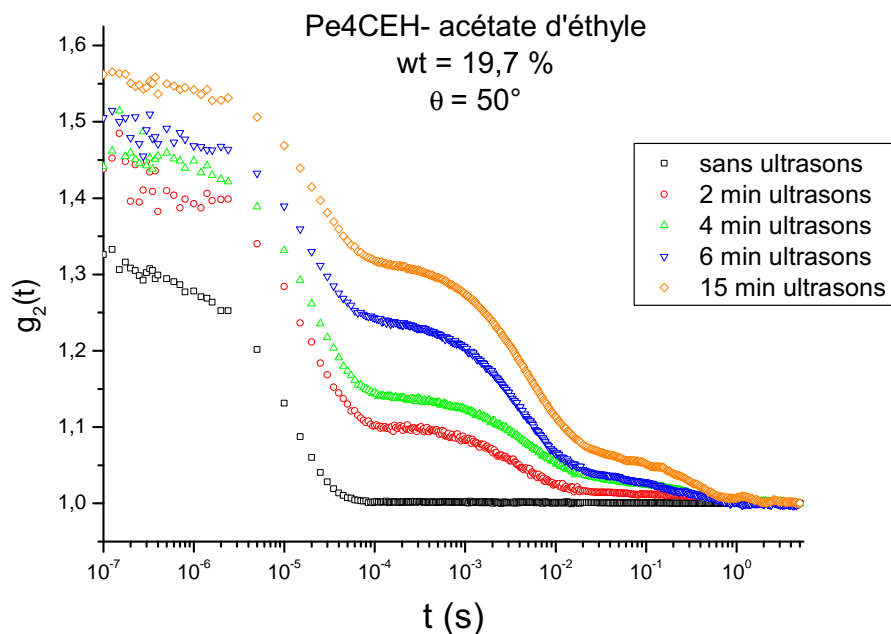 Pe4CEH- acétate d'éthyle
wt = 19,7 %
θ = 50°
1,6
1,5
1,4
1,3
1,2
1,1
1,0
g₂(t)
sans ultrasons
2 min ultrasons
4 min ultrasons
6 min ultrasons
15 min ultrasons
10⁻⁷ 10⁻⁶ 10⁻⁵ 10⁻⁴ 10⁻³ 10⁻² 10⁻¹ 10⁰
t (s)